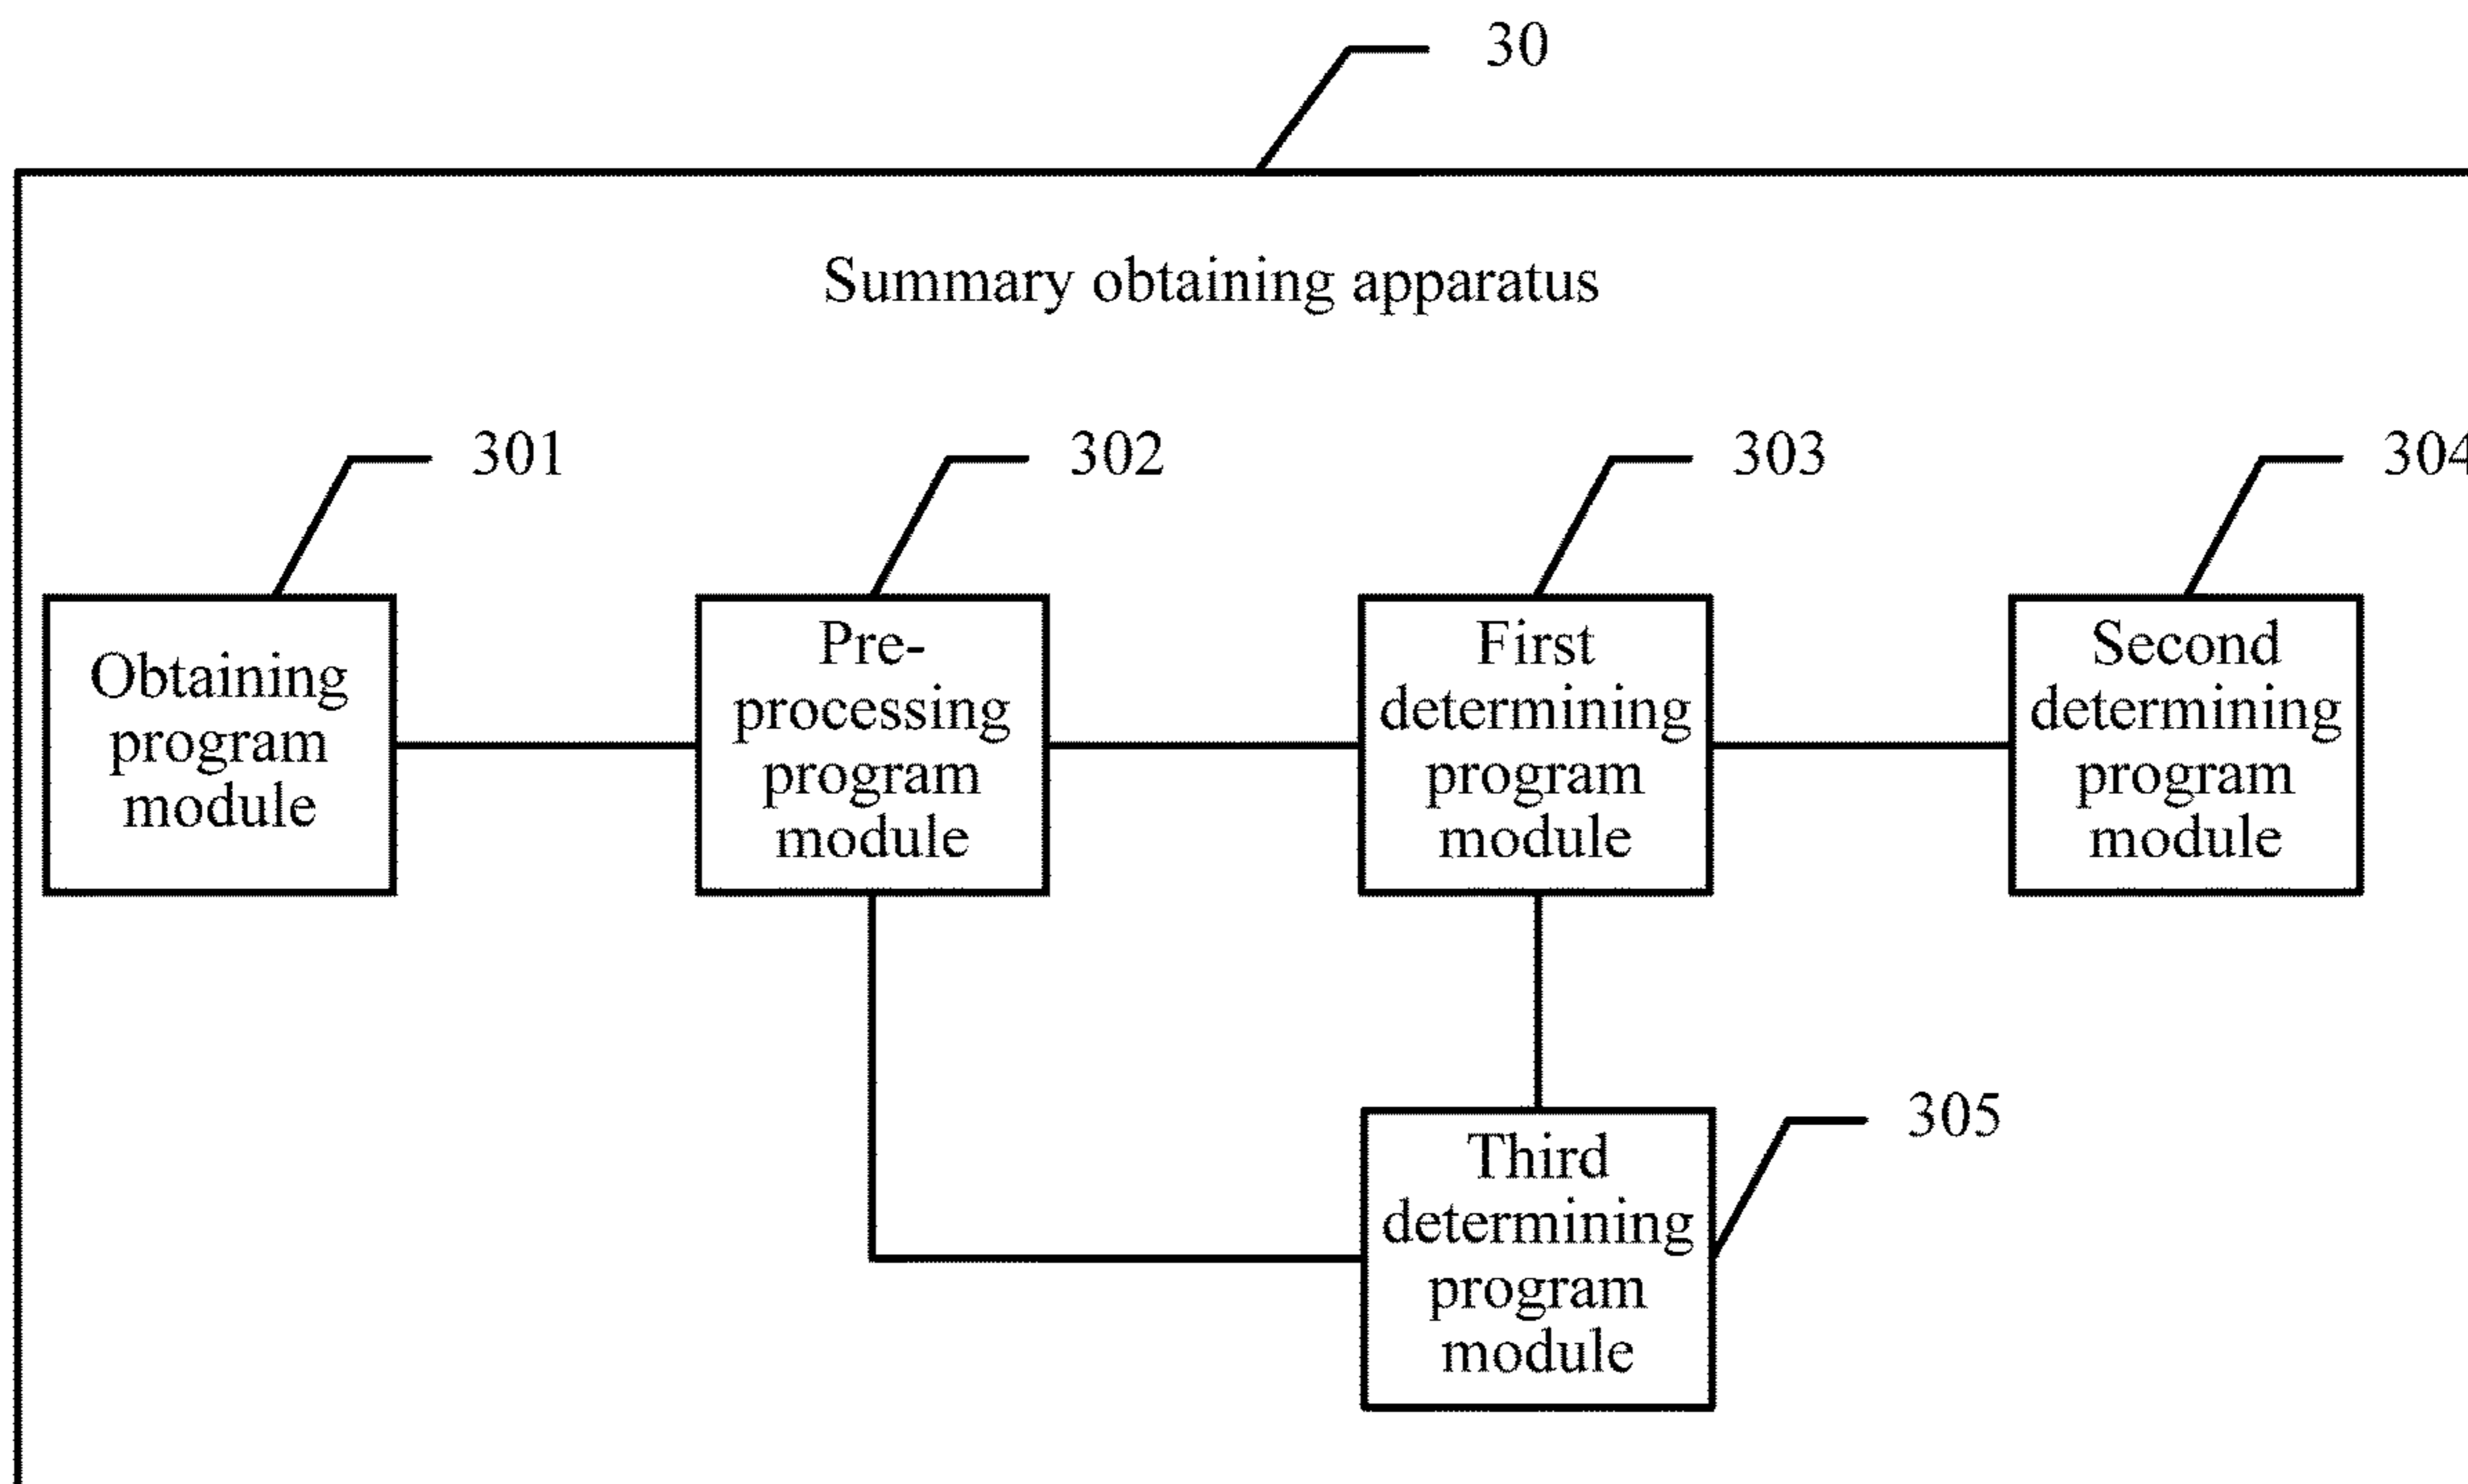 30
Summary obtaining apparatus
301
302
303
304
Obtaining
program
module
Pre-
processing
program
module
First
determining
program
module
Second
determining
program
module
305
Third
determining
program
module